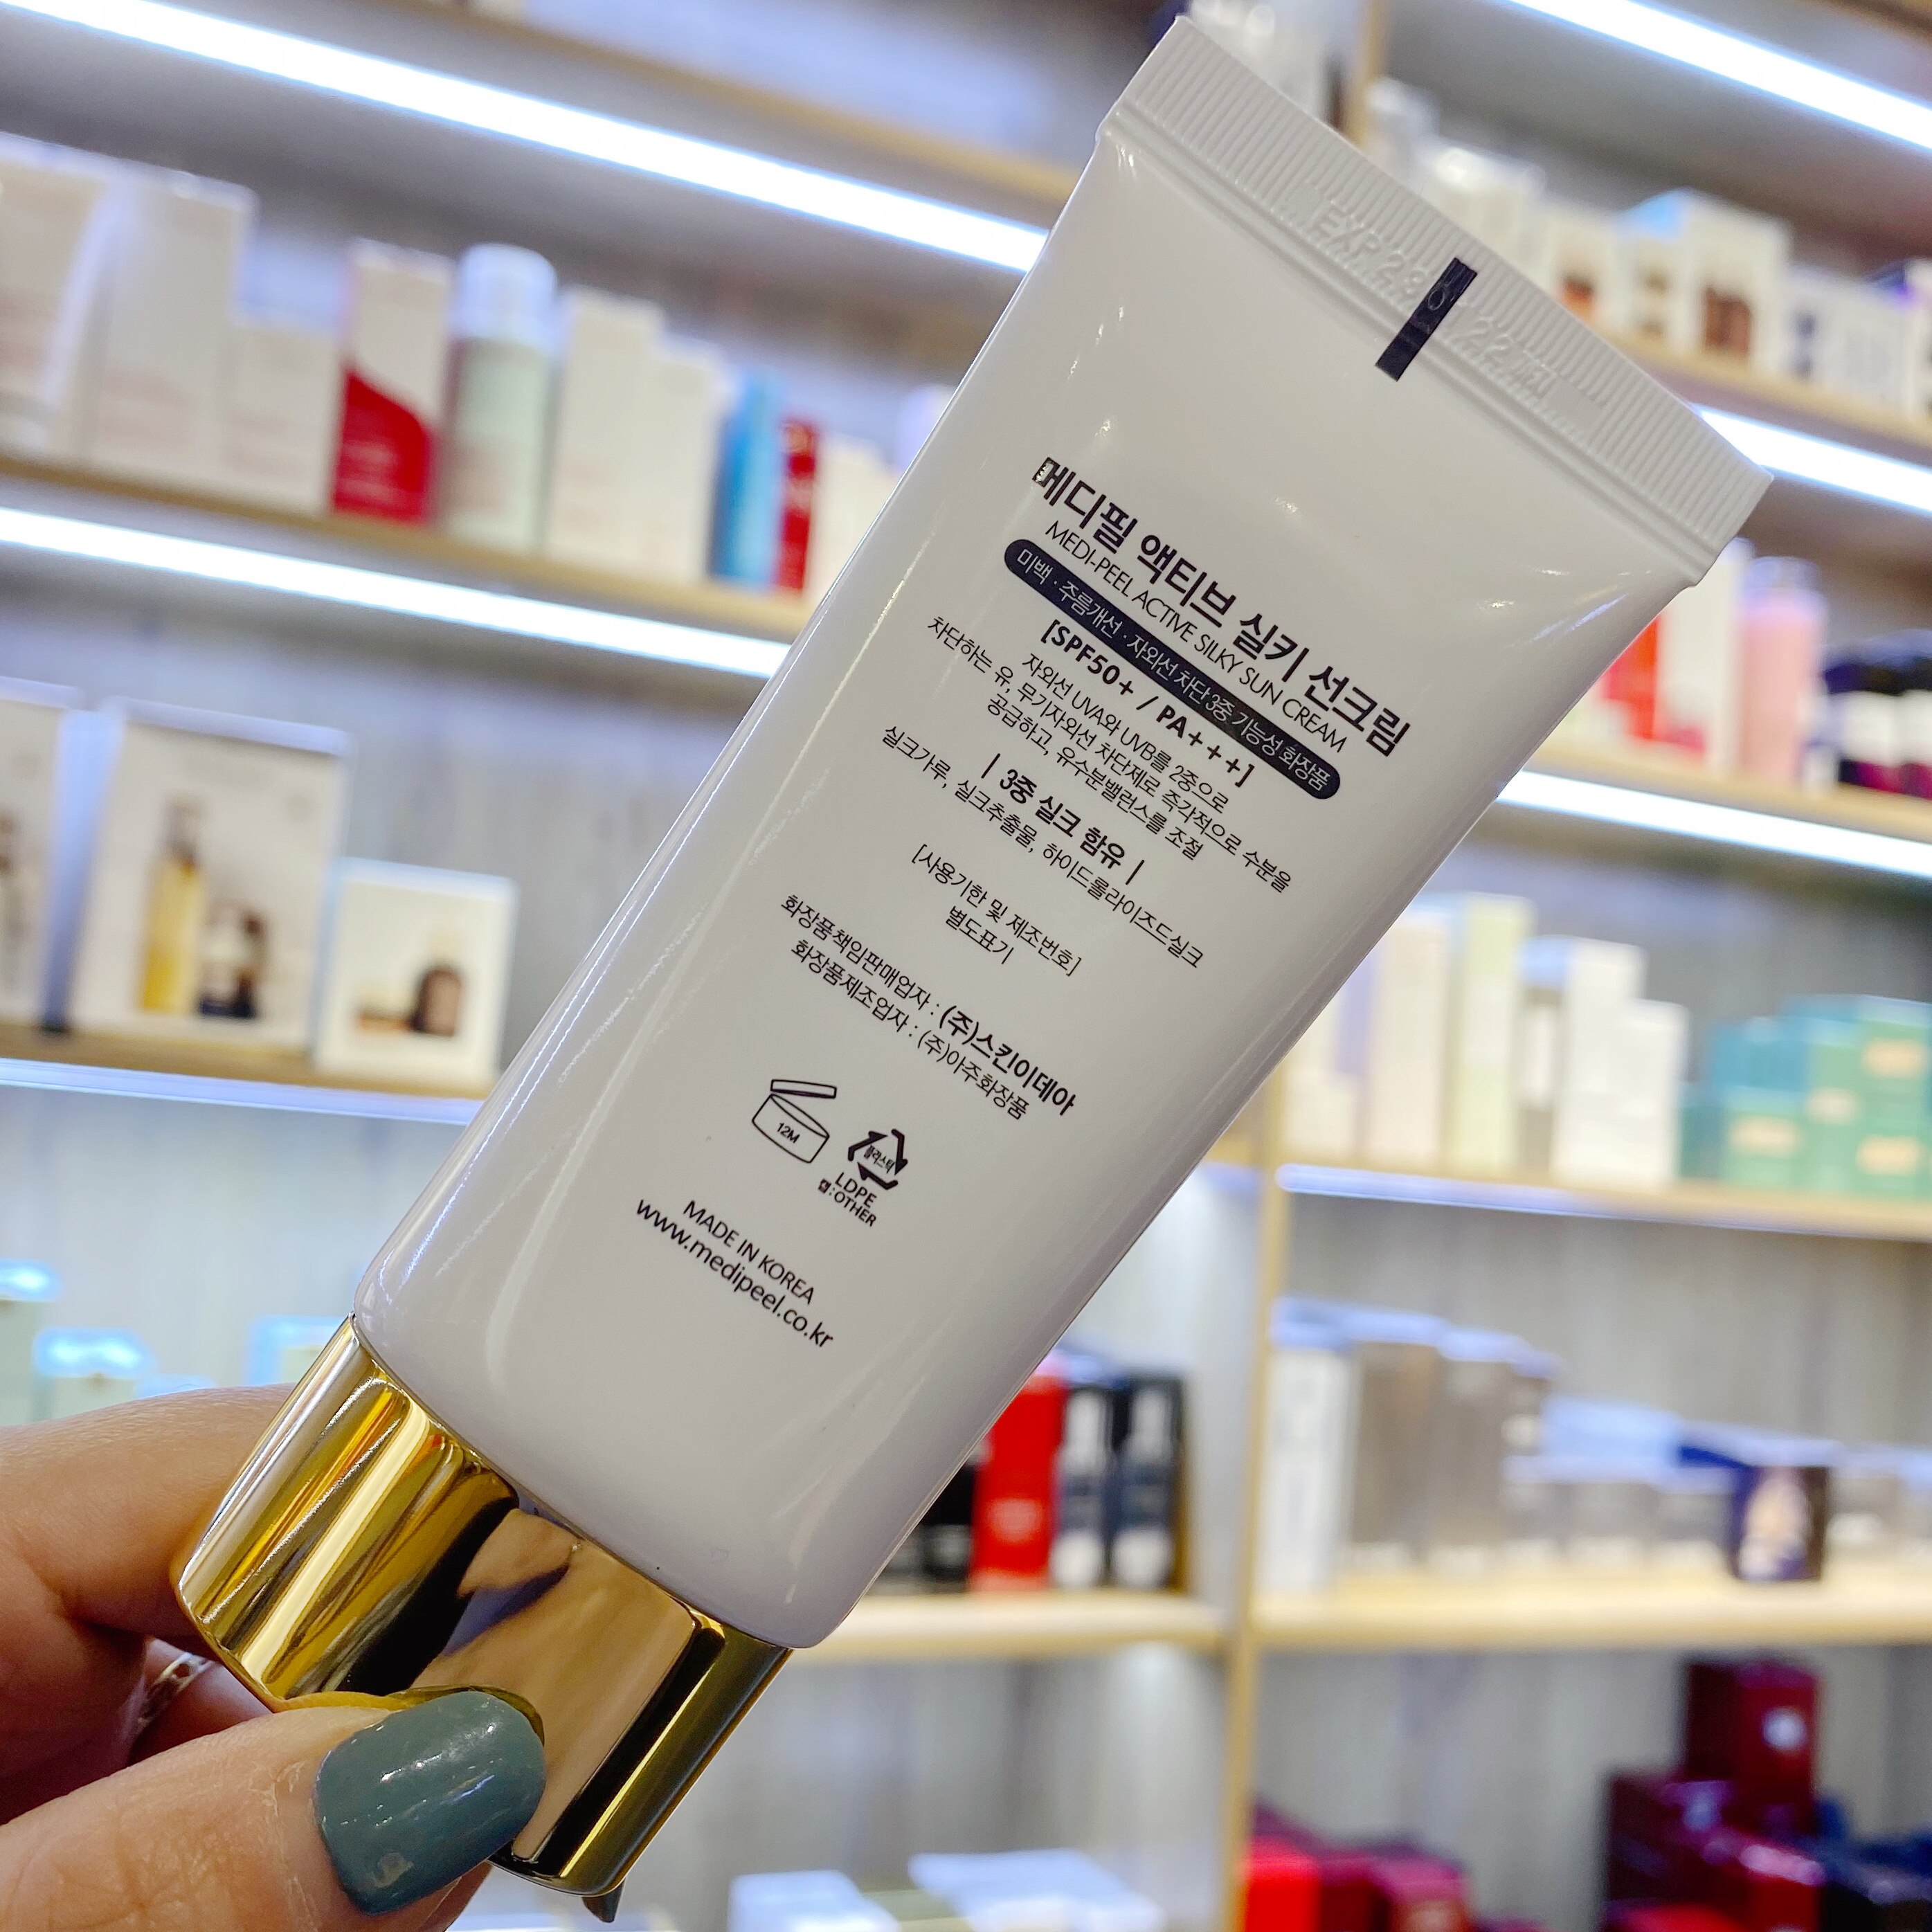 메디필 액티브 실키 선크림
MEDI-PEEL ACTIVE SILKY SUN CREAM
미백 · 주름개선 · 자외선 차단 3중 기능성 화장품
[SPF50+ / PA+++]
자외선 UVA와 UVB를 2중으로
차단하는 유, 무기자외선 차단제로 즉각적으로 수분을
공급하고, 유수분밸런스를 조절
| 3중 실크 함유 |
실크가루, 실크추출물, 하이드롤라이즈드실크
[사용기한 및 제조번호]
별도표기
화장품책임판매업자 : (주)스킨이데아
화장품제조업자 : (주)아주화장품
12M
플라스틱
LDPE
캡:OTHER
MADE IN KOREA
www.medipeel.co.kr